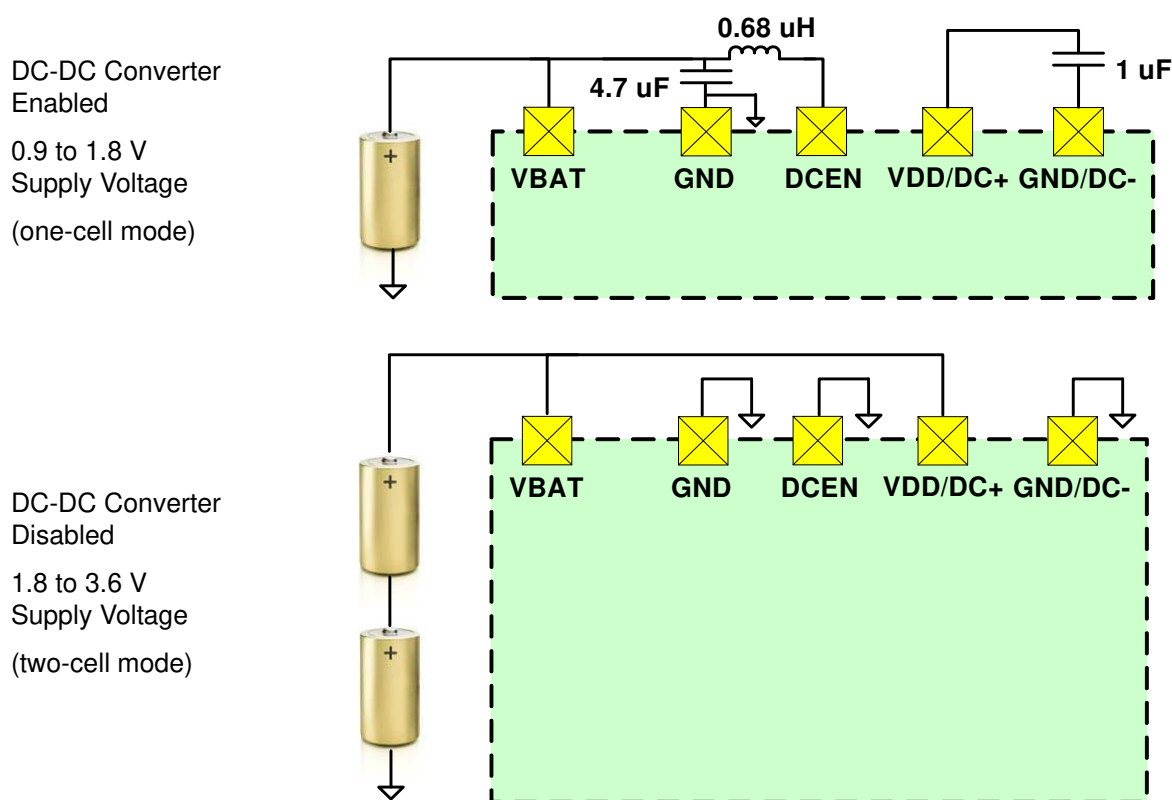 DC-DC Converter
Enabled
0.9 to 1.8 V
Supply Voltage
(one-cell mode)
0.68 uH
4.7 uF
1 uF
+
VBAT GND DCEN VDD/DC+ GND/DC-
DC-DC Converter
Disabled
1.8 to 3.6 V
Supply Voltage
(two-cell mode)
+
+
VBAT GND DCEN VDD/DC+ GND/DC-